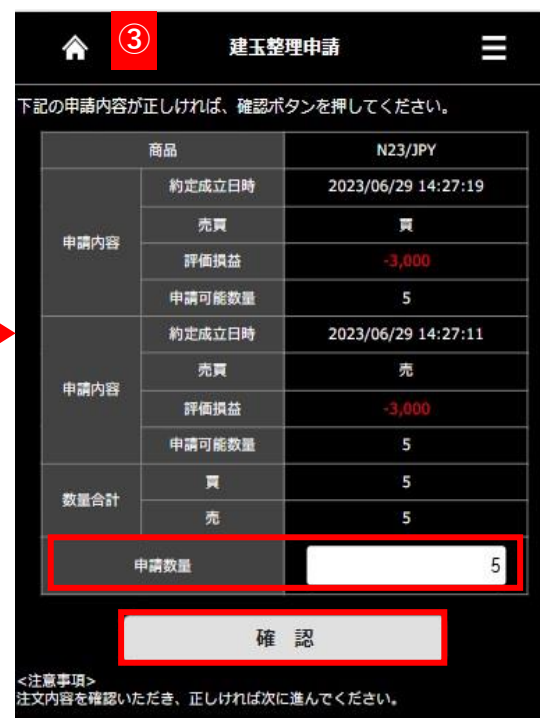 ③
建玉整理申請
下記の申請内容が正しければ、確認ボタンを押してください。
商品 N23/JPY
申請内容
約定成立日時 2023/06/29 14:27:19
売買 買
評価損益 -3,000
申請可能数量 5
申請内容
約定成立日時 2023/06/29 14:27:11
売買 売
評価損益 -3,000
申請可能数量 5
数量合計
買 5
売 5
申請数量 5
確 認
<注意事項>
注文内容を確認いただき、正しければ次に進んでください。